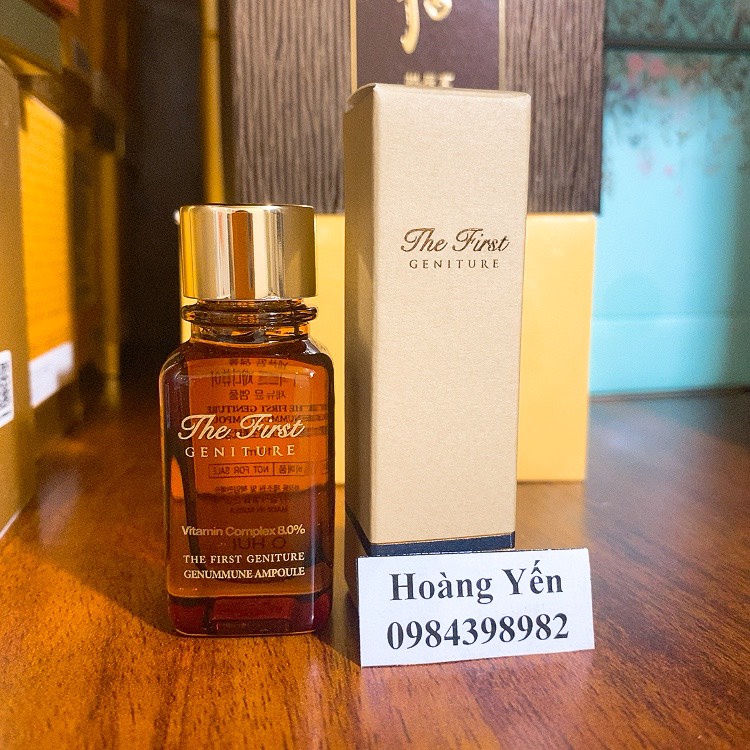 The First
GENITURE
The First
GENITURE
Vitamin Complex 8.0%
THE FIRST GENITURE
GENUMMUNE AMPOULE
NOT FOR SALE
Hoàng Yến
0984398982